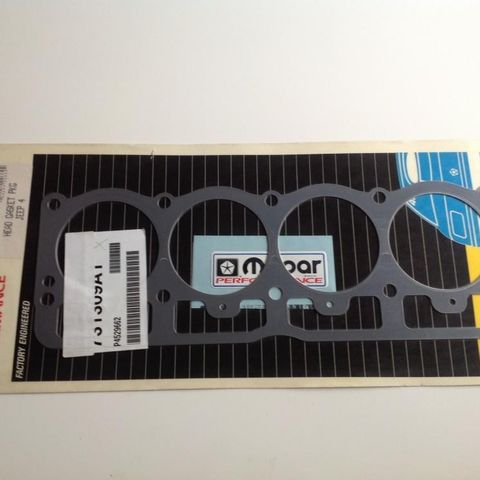 HEAD GASKET PKG
JEEP 4
FACTORY ENGINEERED
P4529662
Mopar
PERFORMANCE